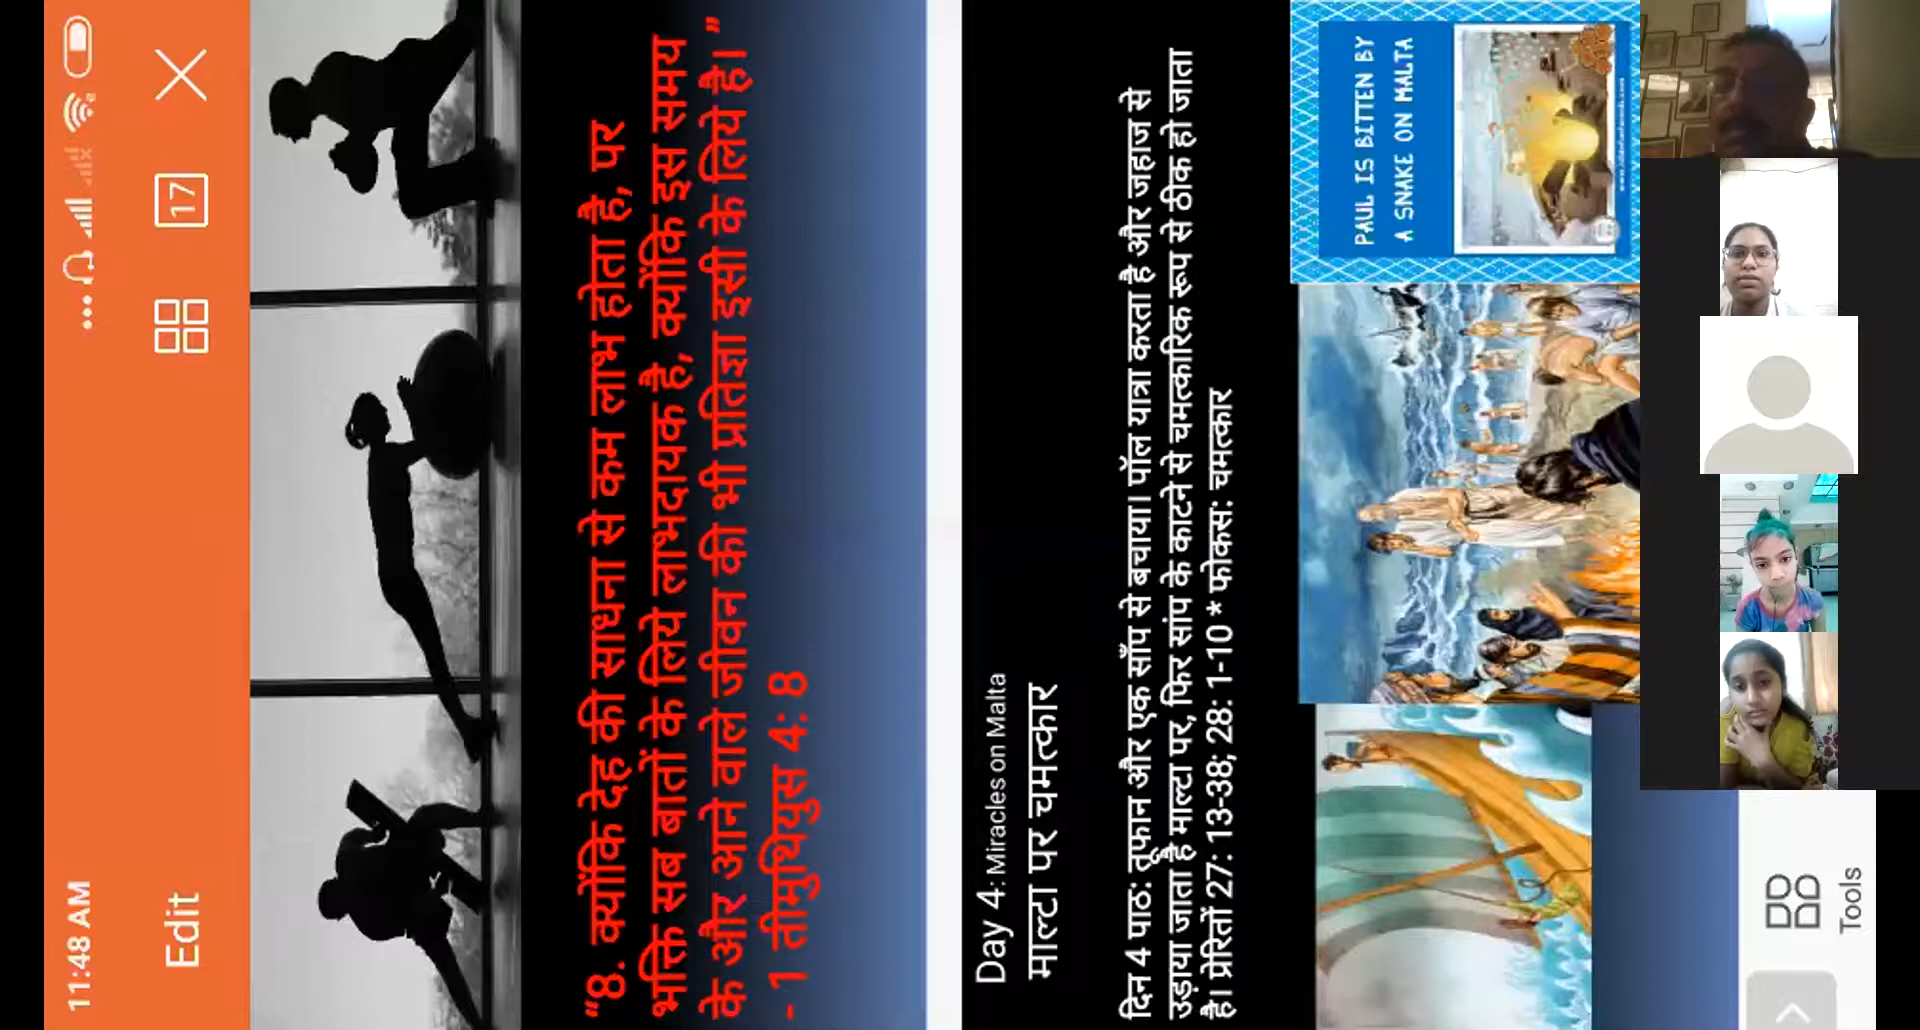 11:48 AM
Edit
17
"8. क्योंकि देह की साधना से कम लाभ होता है, पर
भक्ति सब बातों के लिये लाभदायक है, क्योंकि इस समय
के और आने वाले जीवन की भी प्रतिज्ञा इसी के लिये है।"
- 1 तीमुथियुस 4: 8
Day 4: Miracles on Malta
माल्टा पर चमत्कार
दिन 4 पाठ: तूफान और एक साँप से बचाया। पॉल यात्रा करता है और जहाज से
उड़ाया जाता है माल्टा पर, फिर सांप के काटने से चमत्कारिक रूप से ठीक हो जाता
है। प्रेरितों 27: 13-38; 28: 1-10 * फोकस: चमत्कार
PAUL IS BITTEN BY
A SNAKE ON MALTA
Tools